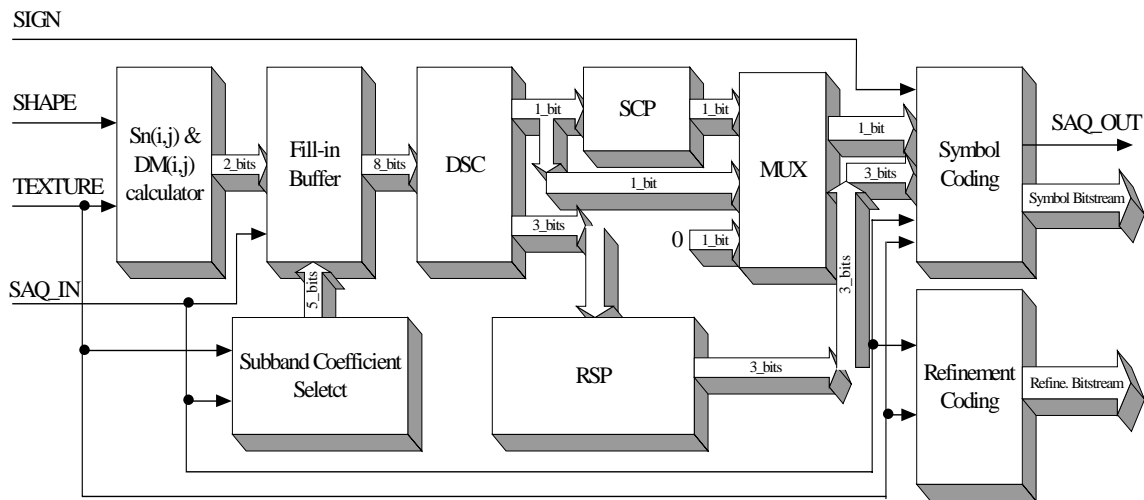 SIGN
SHAPE
TEXTURE
SAQ_IN
Sn(i,j) &
DM(i,j)
calculator
2_bits
Fill-in
Buffer
8_bits
DSC
1_bit
SCP
1_bit
1_bit
3_bits
0
1_bit
MUX
1_bit
3_bits
Symbol
Coding
SAQ_OUT
Symbol Bitstream
5_bits
Subband Coefficient
Seletct
RSP
3_bits
3_bits
Refinement
Coding
Refine. Bitstream